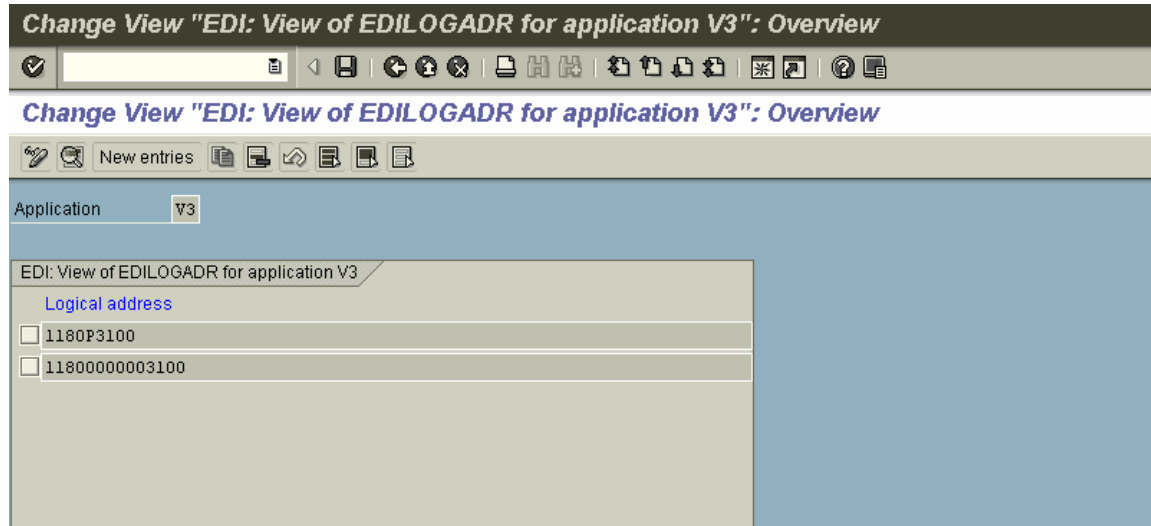 Change View "EDI: View of EDILOGADR for application V3": Overview
Change View "EDI: View of EDILOGADR for application V3": Overview
New entries
Application V3
EDI: View of EDILOGADR for application V3
Logical address
1180P3100
11800000003100